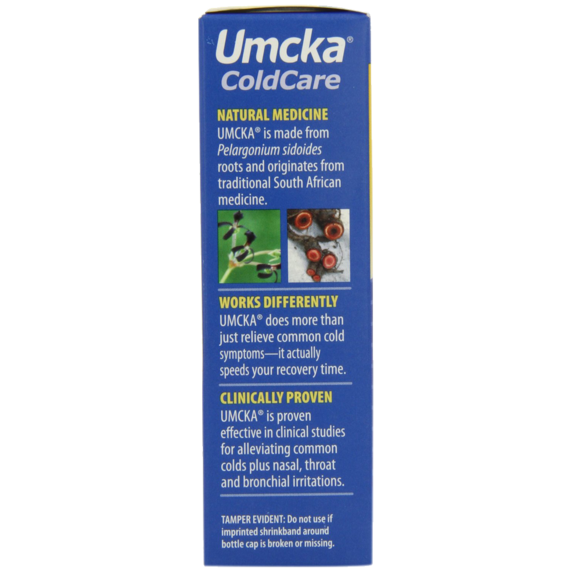 Umcka®
ColdCare
NATURAL MEDICINE
UMCKA® is made from
Pelargonium sidoides
roots and originates from
traditional South African
medicine.
WORKS DIFFERENTLY
UMCKA® does more than
just relieve common cold
symptoms—it actually
speeds your recovery time.
CLINICALLY PROVEN
UMCKA® is proven
effective in clinical studies
for alleviating common
colds plus nasal, throat
and bronchial irritations.
TAMPER EVIDENT: Do not use if
imprinted shrinkband around
bottle cap is broken or missing.